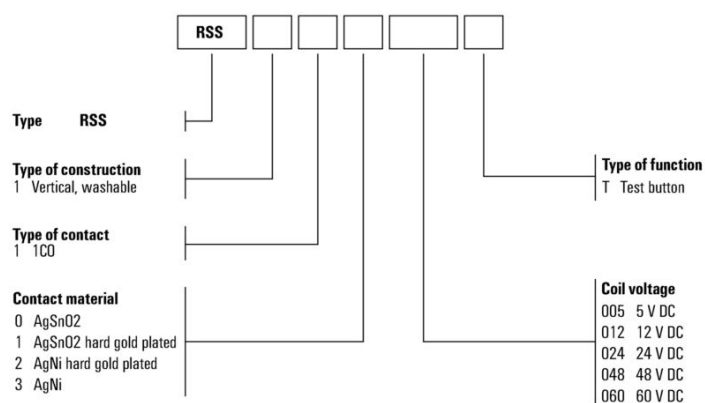 RSS
Type RSS
Type of construction
1 Vertical, washable
Type of contact
1 1CO
Contact material
0 AgSnO2
1 AgSnO2 hard gold plated
2 AgNi hard gold plated
3 AgNi
Type of function
T Test button
Coil voltage
005 5 V DC
012 12 V DC
024 24 V DC
048 48 V DC
060 60 V DC